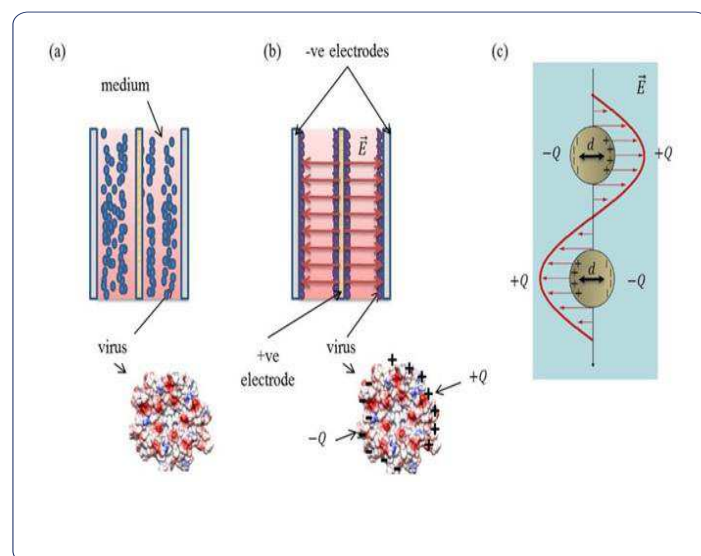 (a)
(b)
(c)
-ve electrodes
medium
E⃗
E⃗
-Q
d
+Q
+Q
d
-Q
virus
+ve
electrode
virus
+Q
-Q